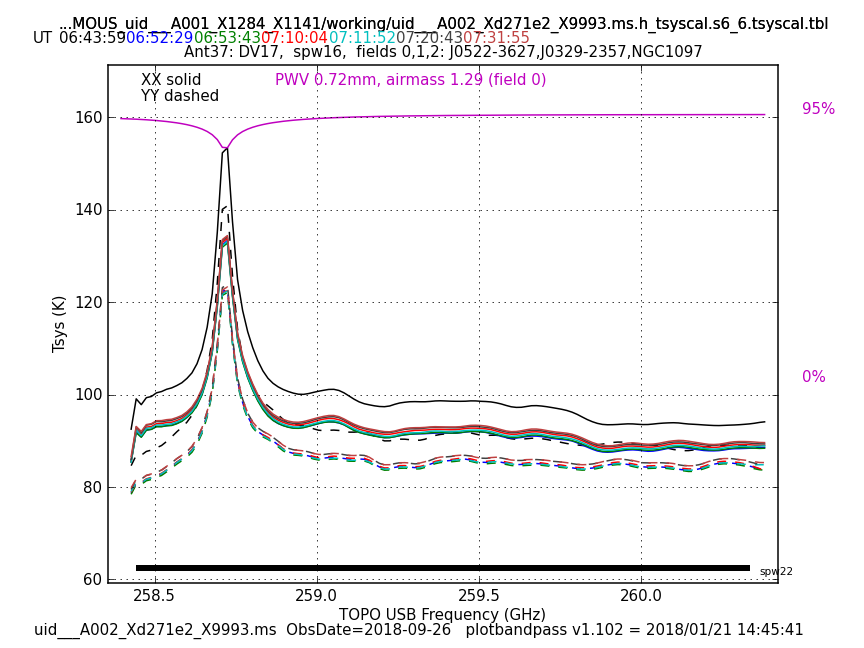 ...MOUS_uid___A001_X1284_X1141/working/uid___A002_Xd271e2_X9993.ms.h_tsyscal.s6_6.tsyscal.tbl
UT 06:43:59 06:52:29 06:53:43 07:10:04 07:11:52 07:20:43 07:31:55
Ant37: DV17, spw16, fields 0,1,2: J0522-3627,J0329-2357,NGC1097
XX solid PWV 0.72mm, airmass 1.29 (field 0)
YY dashed
95%
160
140
120
100
80
60
0%
Tsys (K)
spw22
258.5 259.0 259.5 260.0
TOPO USB Frequency (GHz)
uid___A002_Xd271e2_X9993.ms ObsDate=2018-09-26 plotbandpass v1.102 = 2018/01/21 14:45:41